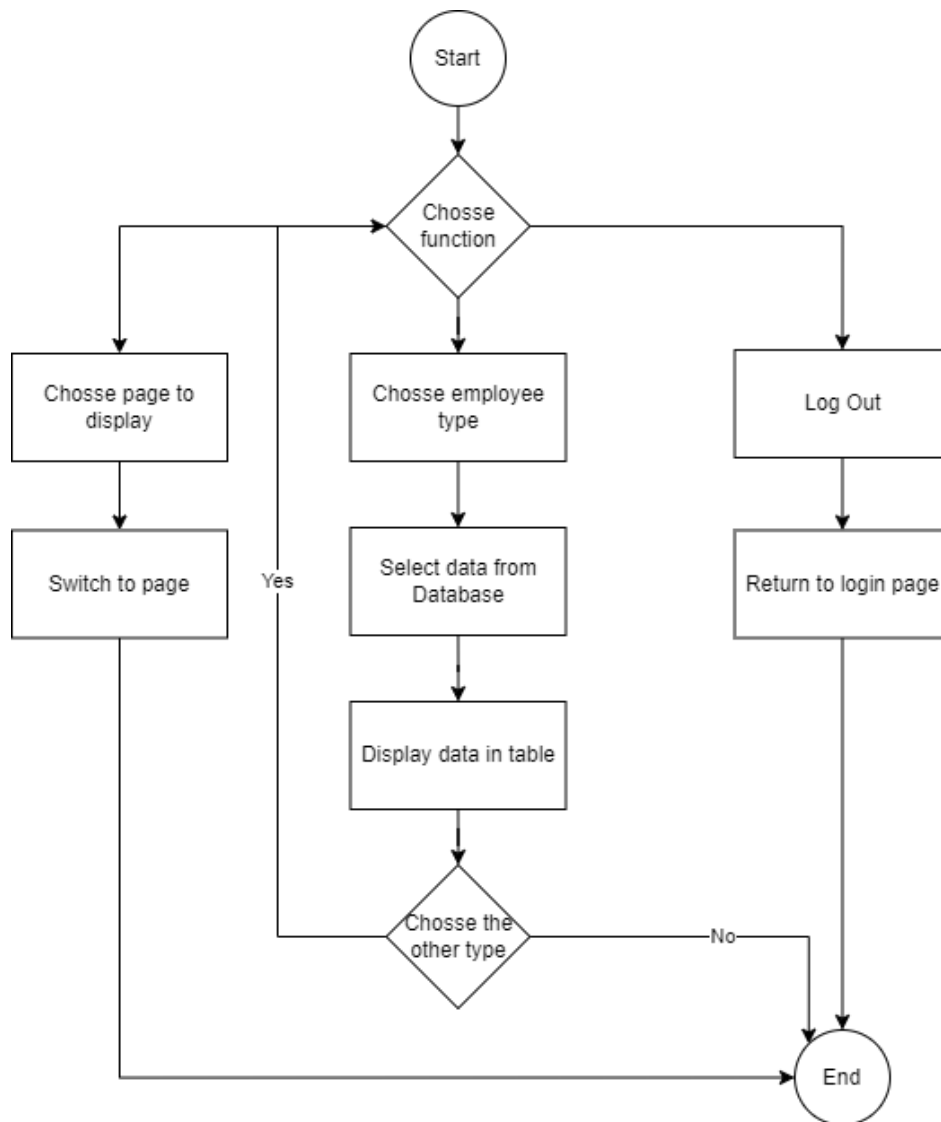 Start
Chosse
function
Chosse page to
display
Chosse employee
type
Log Out
Switch to page
Yes
Select data from
Database
Return to login page
Display data in table
Chosse the
other type
No
End